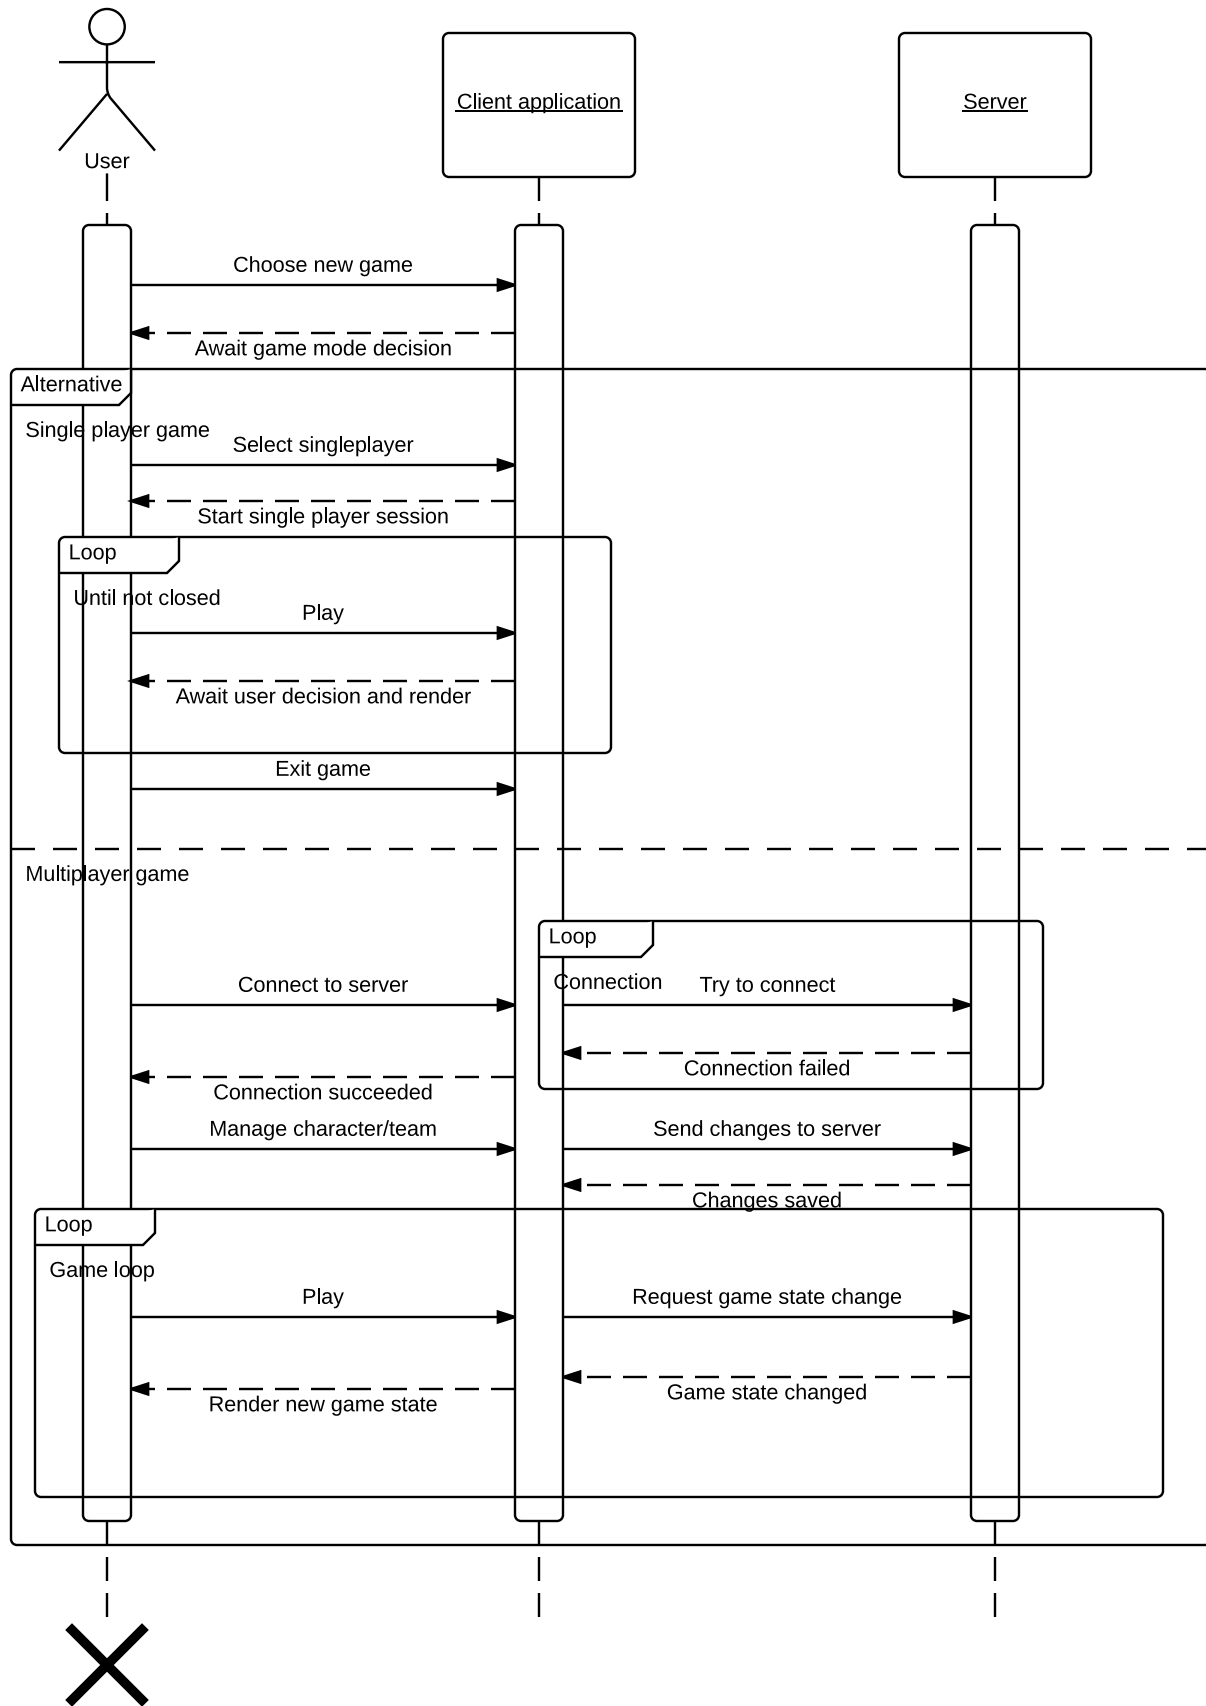 User
Client application
Server
Choose new game
Await game mode decision
Alternative
Single player game
Select singleplayer
Start single player session
Loop
Until not closed
Play
Await user decision and render
Exit game
Multiplayer game
Loop
Connection
Connect to server
Try to connect
Connection failed
Connection succeeded
Manage character/team
Send changes to server
Changes saved
Loop
Game loop
Play
Request game state change
Game state changed
Render new game state